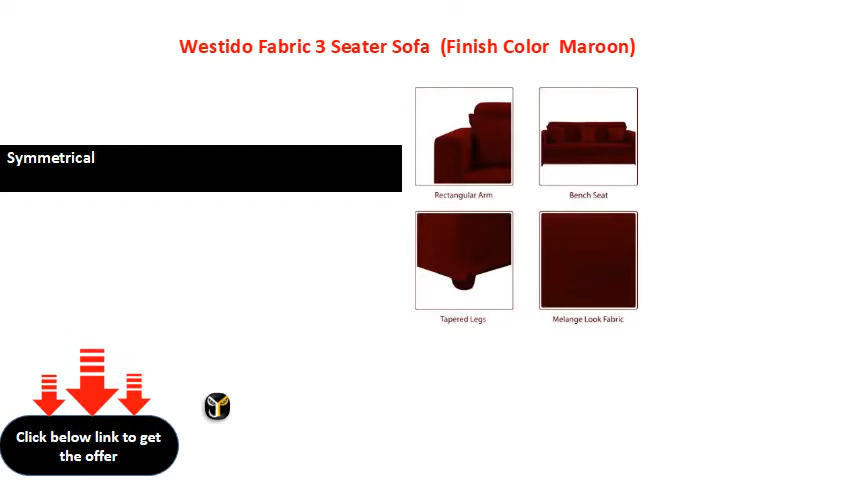 Westido Fabric 3 Seater Sofa (Finish Color Maroon)
Symmetrical
Rectangular Arm
Bench Seat
Tapered Legs
Melange Look Fabric
Click below link to get
the offer